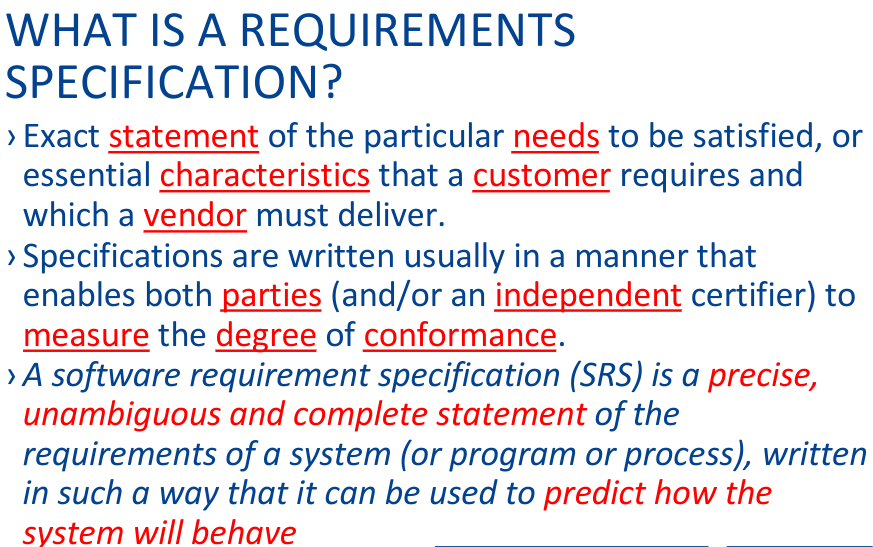 WHAT IS A REQUIREMENTS
SPECIFICATION?
› Exact statement of the particular needs to be satisfied, or
essential characteristics that a customer requires and
which a vendor must deliver.
› Specifications are written usually in a manner that
enables both parties (and/or an independent certifier) to
measure the degree of conformance.
› A software requirement specification (SRS) is a precise,
unambiguous and complete statement of the
requirements of a system (or program or process), written
in such a way that it can be used to predict how the
system will behave